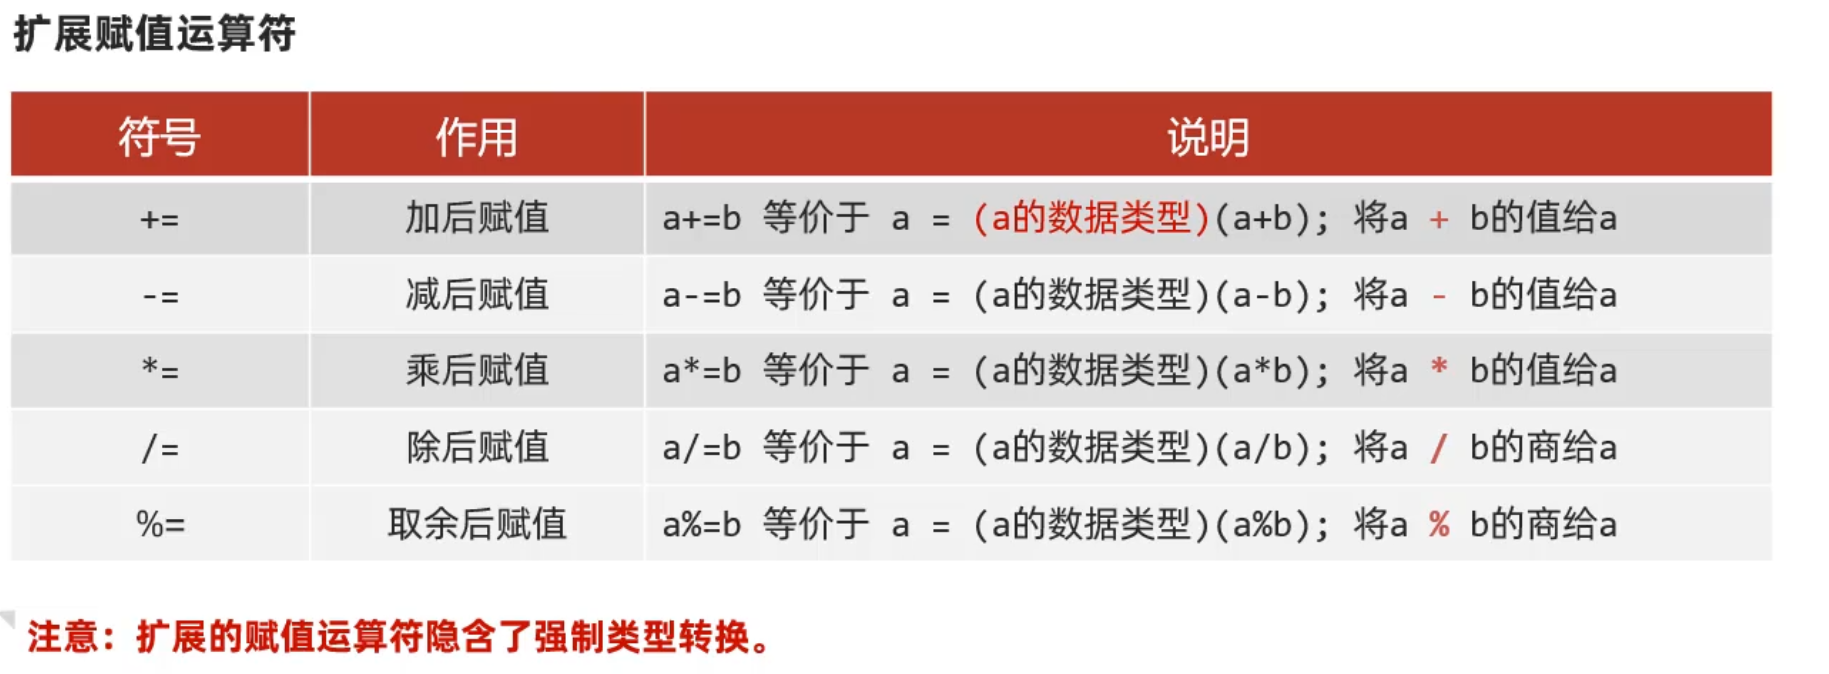 扩展赋值运算符
符号 作用 说明
+= 加后赋值 a+=b 等价于 a = (a的数据类型)(a+b); 将a + b的值给a
-= 减后赋值 a-=b 等价于 a = (a的数据类型)(a-b); 将a - b的值给a
*= 乘后赋值 a*=b 等价于 a = (a的数据类型)(a*b); 将a * b的值给a
/= 除后赋值 a/=b 等价于 a = (a的数据类型)(a/b); 将a / b的商给a
%= 取余后赋值 a%=b 等价于 a = (a的数据类型)(a%b); 将a % b的商给a
注意：扩展的赋值运算符隐含了强制类型转换。